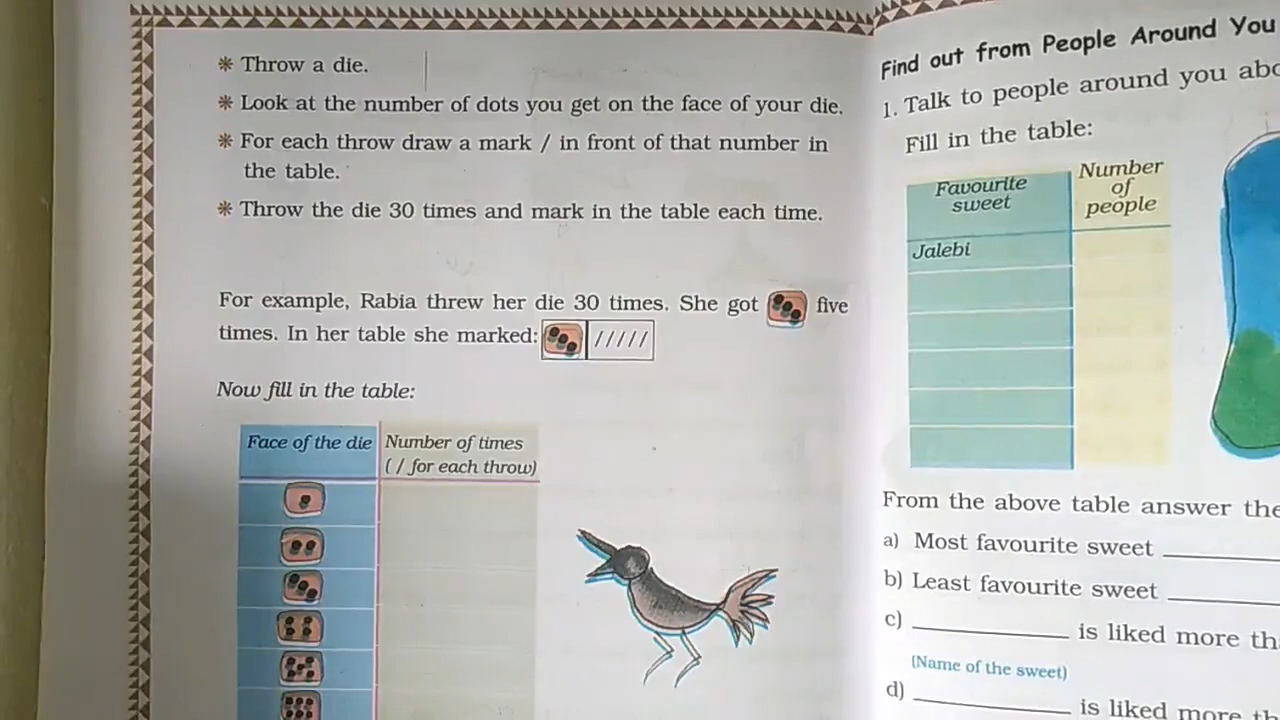 * Throw a die.
* Look at the number of dots you get on the face of your die.
* For each throw draw a mark / in front of that number in
the table.
* Throw the die 30 times and mark in the table each time.
For example, Rabia threw her die 30 times. She got five
times. In her table she marked: /////
Now fill in the table:
Face of the die
Number of times
( / for each throw)
Find out from People Around You
1. Talk to people around you
Fill in the table:
Favourite
sweet
Number
of
people
Jalebi
From the above table answer the
a) Most favourite sweet
b) Least favourite sweet
c) is liked more
(Name of the sweet)
d) is liked more